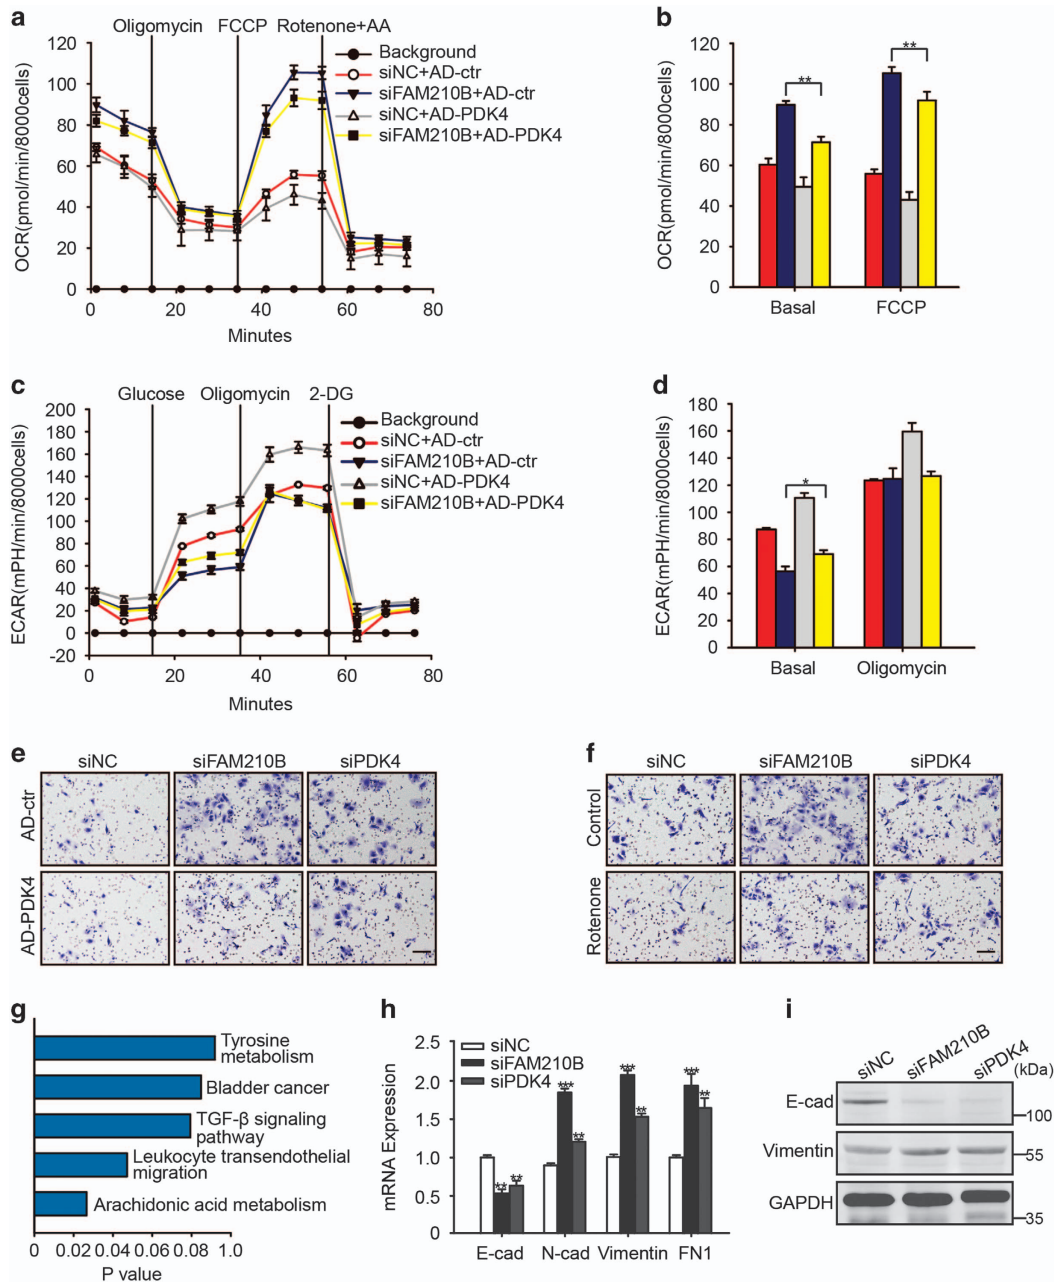 a
Oligomycin FCCP Rotenone+AA
OCR(pmol/min/8000cells)
120
100
80
60
40
20
0
0 20 40 60 80
Minutes
Background
siNC+AD-ctr
siFAM210B+AD-ctr
siNC+AD-PDK4
siFAM210B+AD-PDK4
b
OCR(pmol/min/8000cells)
120
100
80
60
40
20
0
**
**
Basal FCCP
c
Glucose Oligomycin 2-DG
ECAR(mPH/min/8000cells)
200
180
160
140
120
100
80
60
40
20
0
-20
0 20 40 60 80
Minutes
Background
siNC+AD-ctr
siFAM210B+AD-ctr
siNC+AD-PDK4
siFAM210B+AD-PDK4
d
ECAR(mPH/min/8000cells)
180
160
140
120
100
80
60
40
20
0
*
Basal Oligomycin
e
siNC siFAM210B siPDK4
AD-ctr
AD-PDK4
f
siNC siFAM210B siPDK4
Control
Rotenone
g
Tyrosine
metabolism
Bladder cancer
TGF-β signaling
pathway
Leukocyte transendothelial
migration
Arachidonic acid metabolism
0 0.02 0.04 0.06 0.08 1.0
P value
h
mRNA Expression
2.5
2.0
1.5
1.0
0.5
0
siNC
siFAM210B
siPDK4
** ** *** ** *** ** *** **
E-cad N-cad Vimentin FN1
i
siNC siFAM210B siPDK4 (kDa)
E-cad 100
Vimentin 55
GAPDH 35